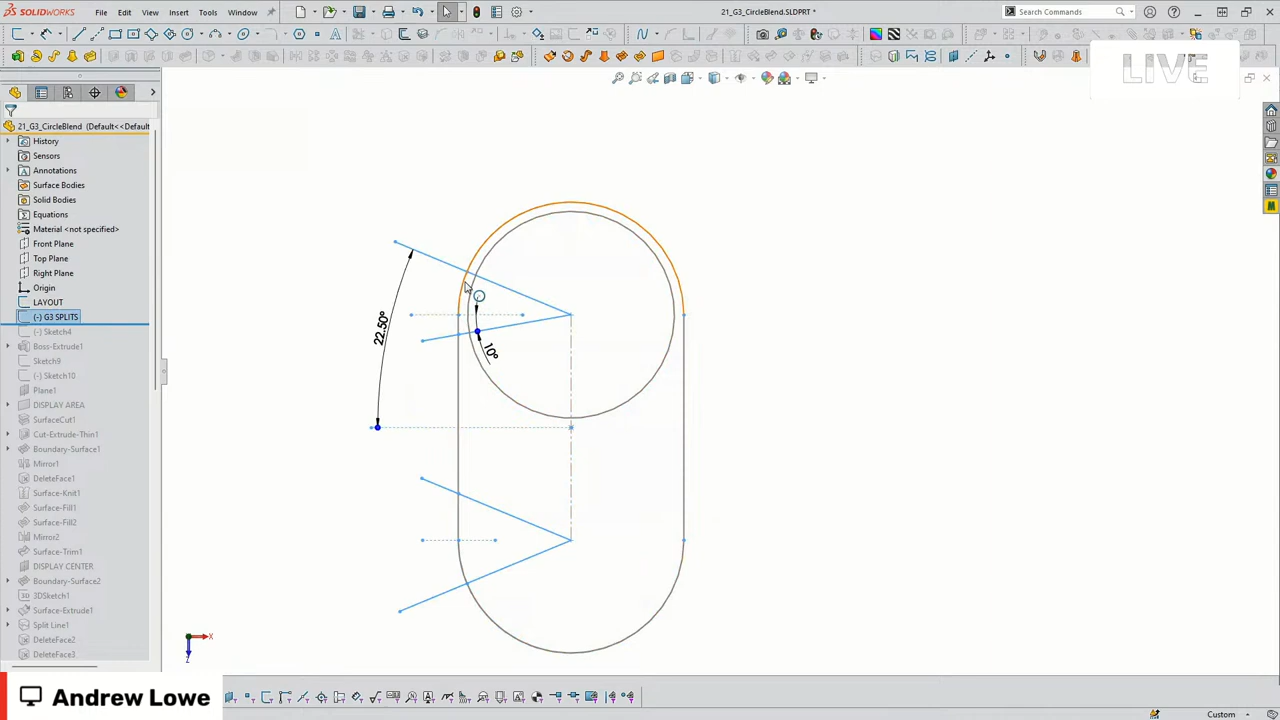 SOLIDWORKS
File
Edit
View
Insert
Tools
Window
21_G3_CircleBlend.SLDPRT *
Search Commands
LIVE
21_G3_CircleBlend (Default<<Default
History
Sensors
Annotations
Surface Bodies
Solid Bodies
Equations
Material <not specified>
Front Plane
Top Plane
Right Plane
Origin
LAYOUT
(-) G3 SPLITS
(-) Sketch4
Boss-Extrude1
Sketch9
(-) Sketch10
Plane1
DISPLAY AREA
SurfaceCut1
Cut-Extrude-Thin1
Boundary-Surface1
Mirror1
DeleteFace1
Surface-Knit1
Surface-Fill1
Surface-Fill2
Mirror2
Surface-Trim1
DISPLAY CENTER
Boundary-Surface2
3DSketch1
Surface-Extrude1
Split Line1
DeleteFace2
DeleteFace3
22.50°
10°
X
Z
Andrew Lowe
Custom